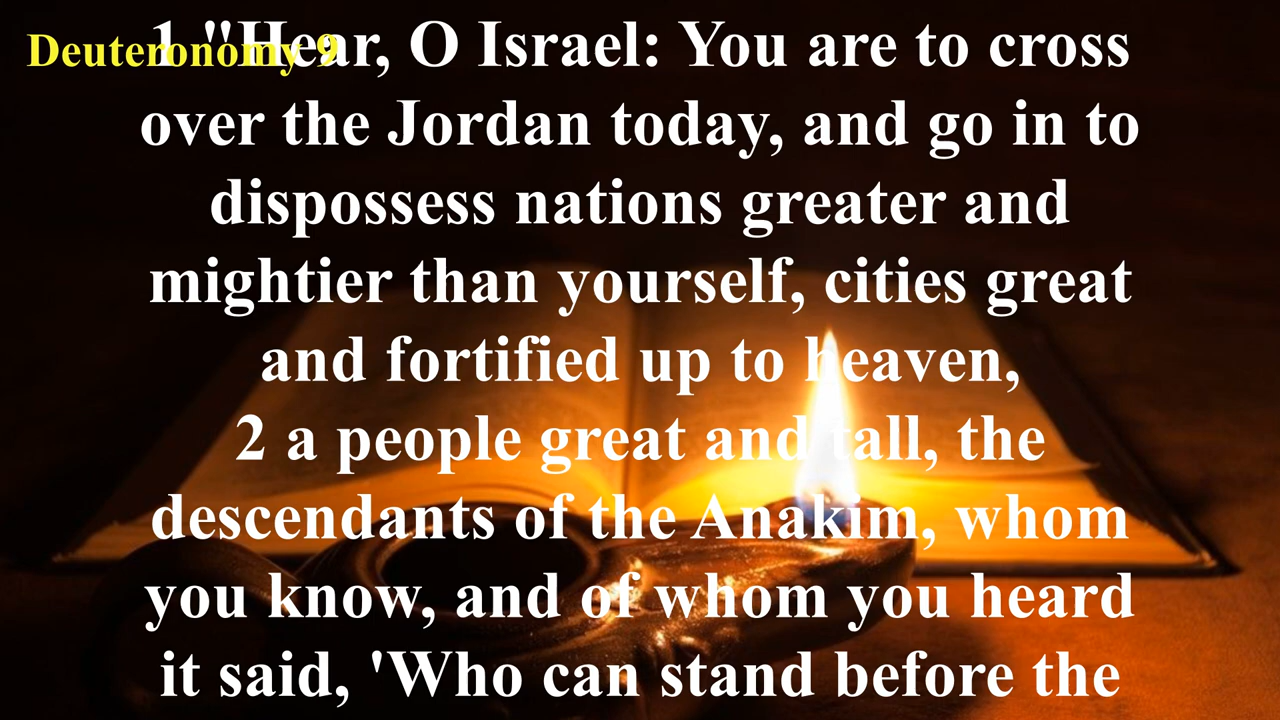 Deuteronomy 9
1 "Hear, O Israel: You are to cross
over the Jordan today, and go in to
dispossess nations greater and
mightier than yourself, cities great
and fortified up to heaven,
2 a people great and tall, the
descendants of the Anakim, whom
you know, and of whom you heard
it said, 'Who can stand before the